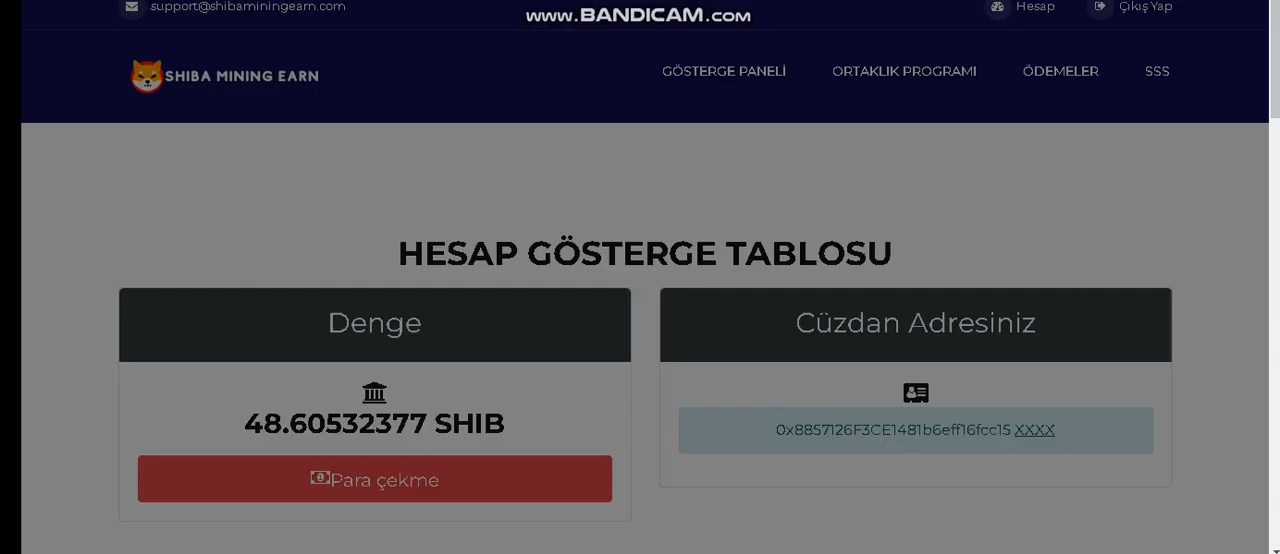 www.BANDICAM.com
support@shibaminingearn.com
Hesap
Çıkış Yap
SHIBA MINING EARN
GÖSTERGE PANELİ
ORTAKLIK PROGRAMI
ÖDEMELER
SSS
HESAP GÖSTERGE TABLOSU
Denge
48.60532377 SHIB
Para çekme
Cüzdan Adresiniz
0x8857126F3CE1481b6eff16fcc15 XXXX